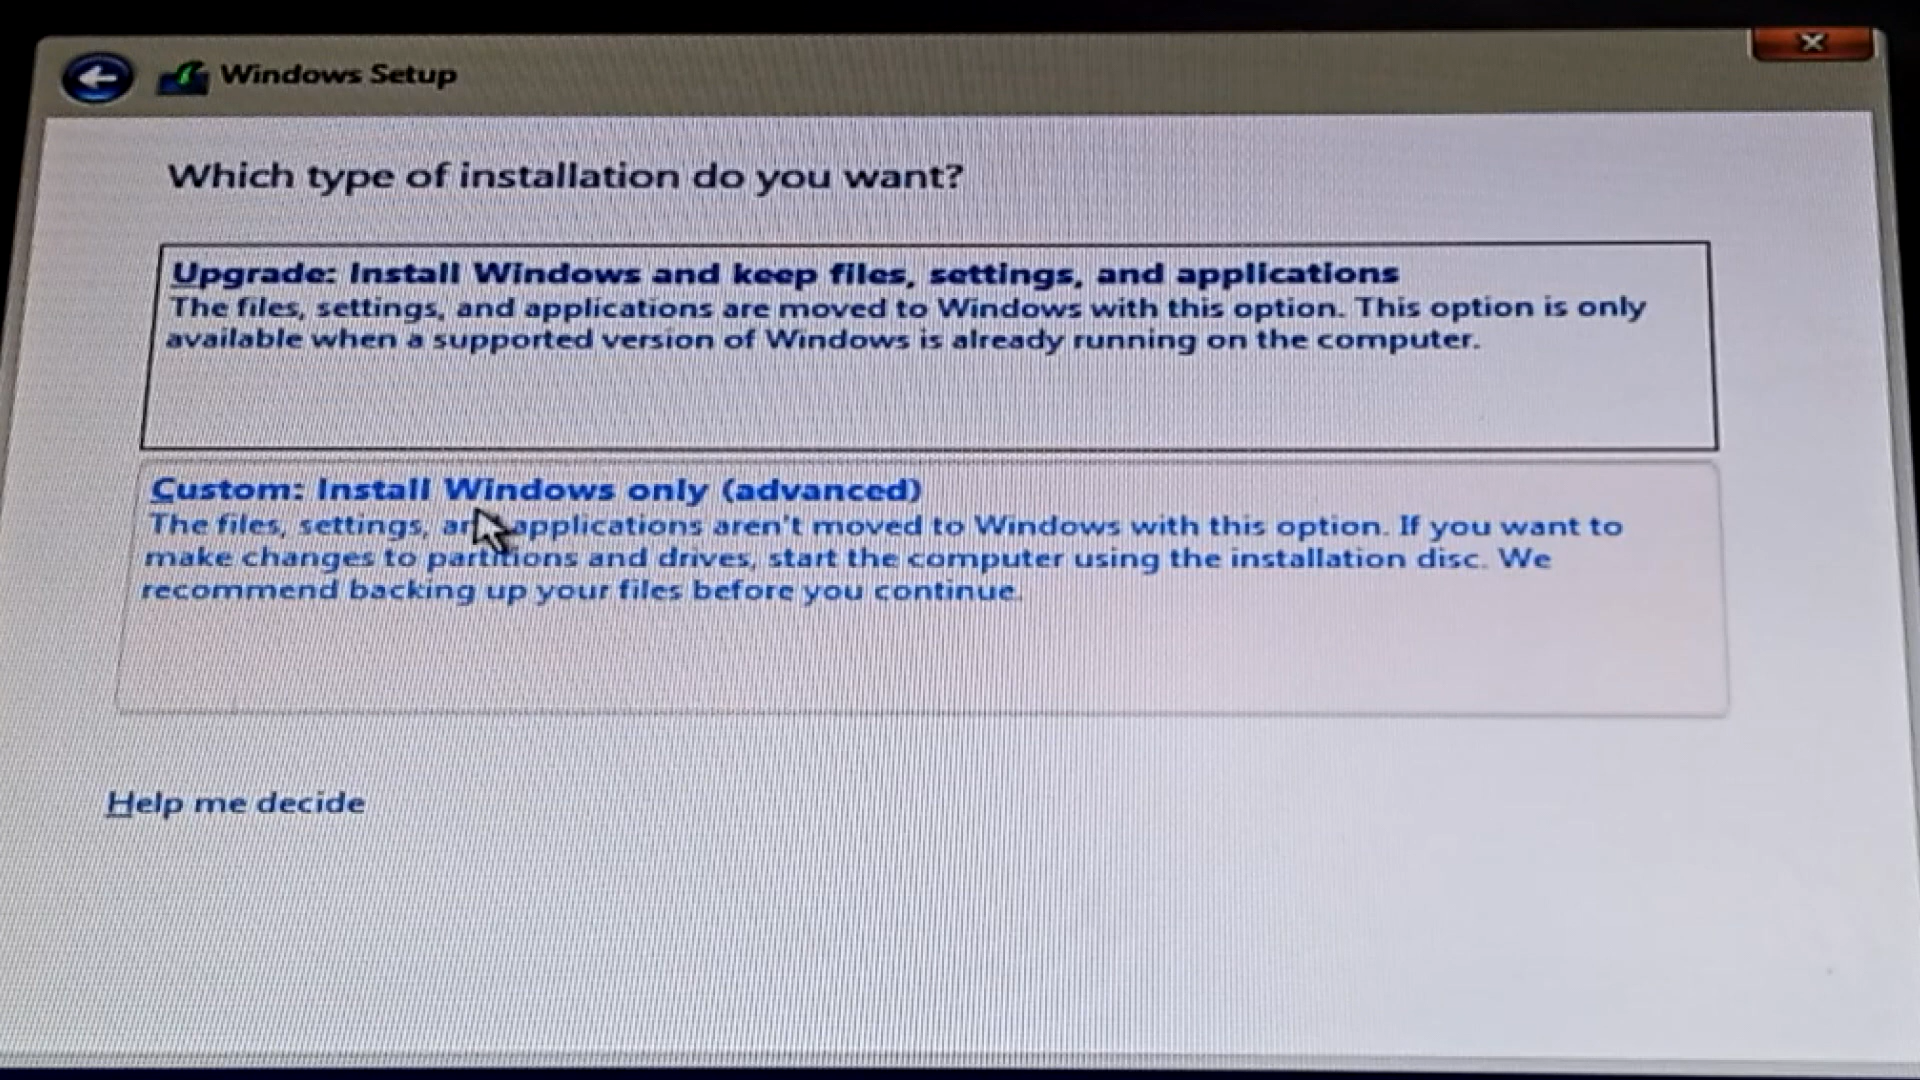 Windows Setup
Which type of installation do you want?
Upgrade: Install Windows and keep files, settings, and applications
The files, settings, and applications are moved to Windows with this option. This option is only
available when a supported version of Windows is already running on the computer.
Custom: Install Windows only (advanced)
The files, settings, and applications aren't moved to Windows with this option. If you want to
make changes to partitions and drives, start the computer using the installation disc. We
recommend backing up your files before you continue.
Help me decide